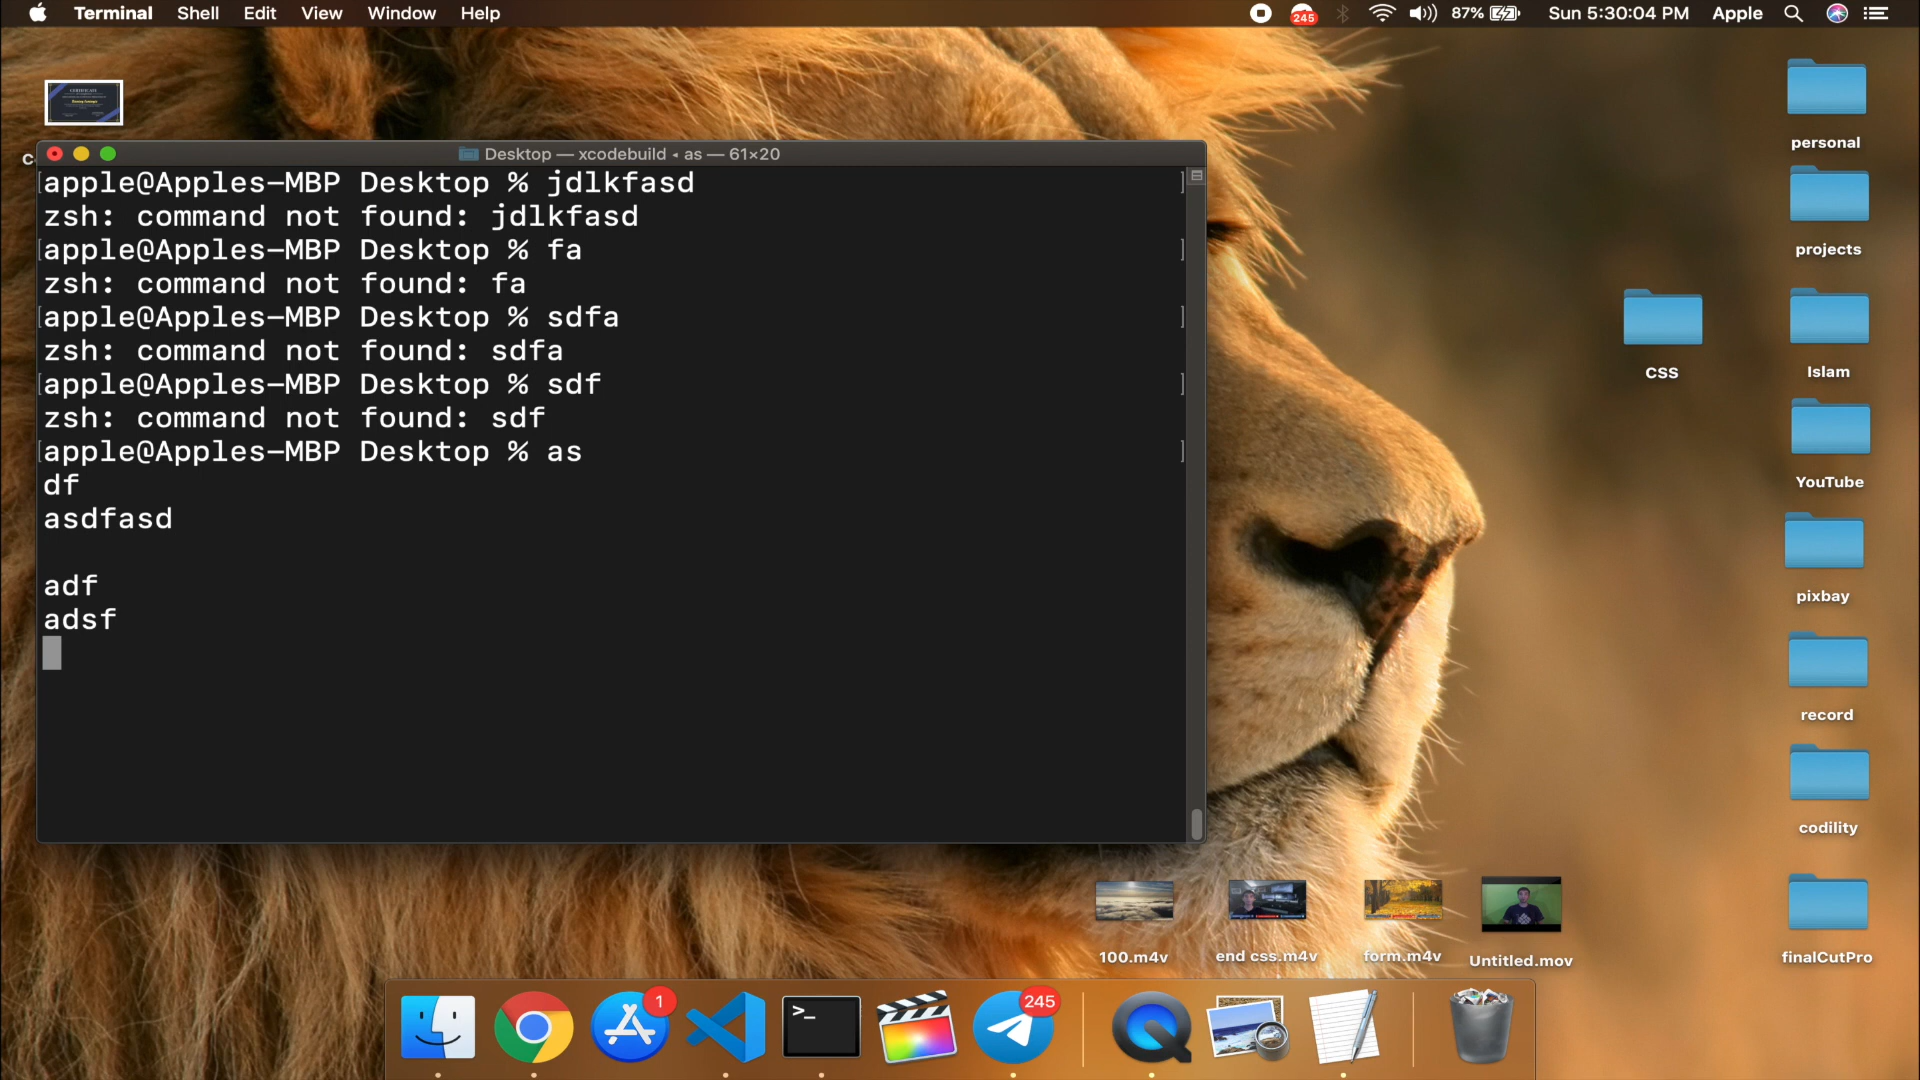 Terminal Shell Edit View Window Help
245 87% Sun 5:30:04 PM Apple
Desktop — xcodebuild ◂ as — 61×20
apple@Apples-MBP Desktop % jdlkfasd
zsh: command not found: jdlkfasd
apple@Apples-MBP Desktop % fa
zsh: command not found: fa
apple@Apples-MBP Desktop % sdfa
zsh: command not found: sdfa
apple@Apples-MBP Desktop % sdf
zsh: command not found: sdf
apple@Apples-MBP Desktop % as
df
asdfasd
adf
adsf
personal
projects
CSS
Islam
YouTube
pixbay
record
codility
finalCutPro
100.m4v
end css.m4v
form.m4v
Untitled.mov
1
>_
245